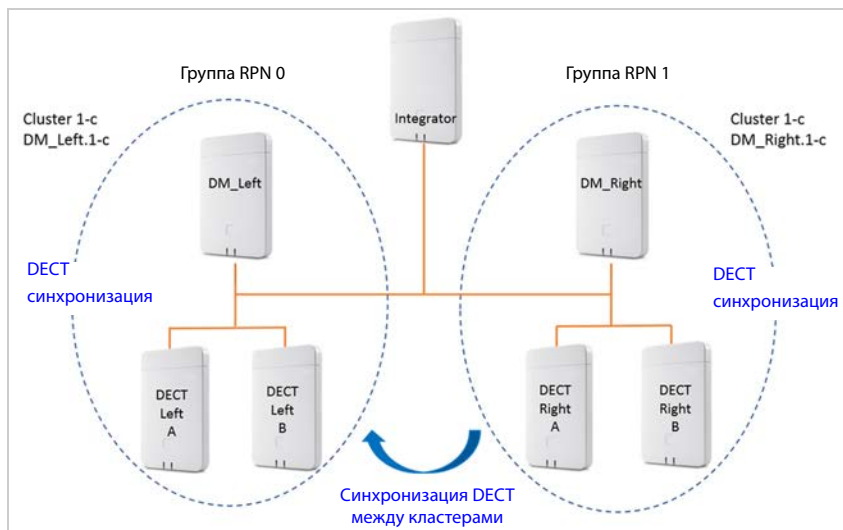 Группа RPN 0
Группа RPN 1
Integrator
Cluster 1-c
DM_Left.1-c
Cluster 1-c
DM_Right.1-c
DM_Left
DM_Right
DECT
синхронизация
DECT
синхронизация
DECT
Left
A
DECT
Left
B
DECT
Right
A
DECT
Right
B
Синхронизация DECT
между кластерами